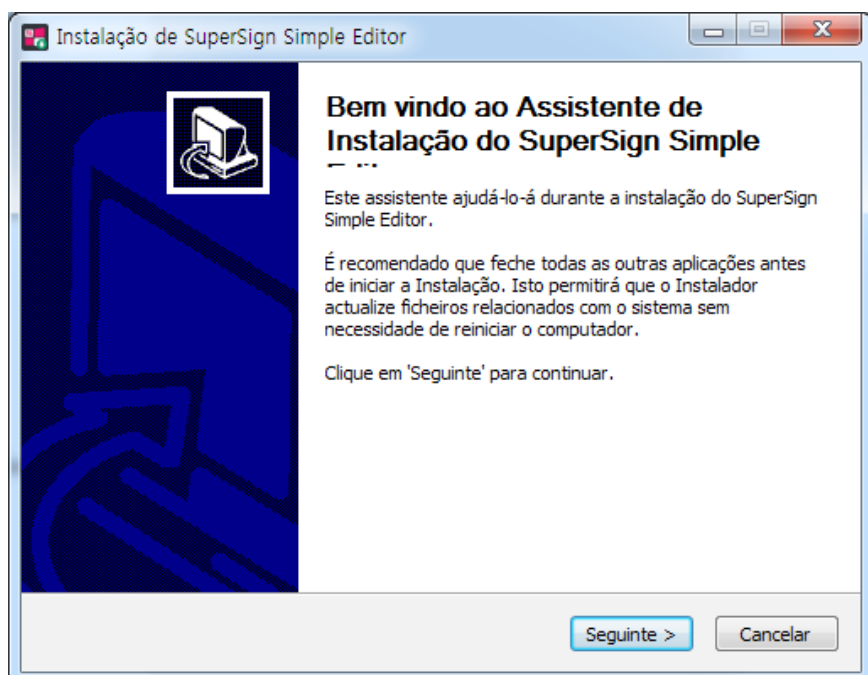 Instalação de SuperSign Simple Editor
Bem vindo ao Assistente de
Instalação do SuperSign Simple
Este assistente ajudá-lo-á durante a instalação do SuperSign
Simple Editor.
É recomendado que feche todas as outras aplicações antes
de iniciar a Instalação. Isto permitirá que o Instalador
actualize ficheiros relacionados com o sistema sem
necessidade de reiniciar o computador.
Clique em 'Seguinte' para continuar.
Seguinte >
Cancelar